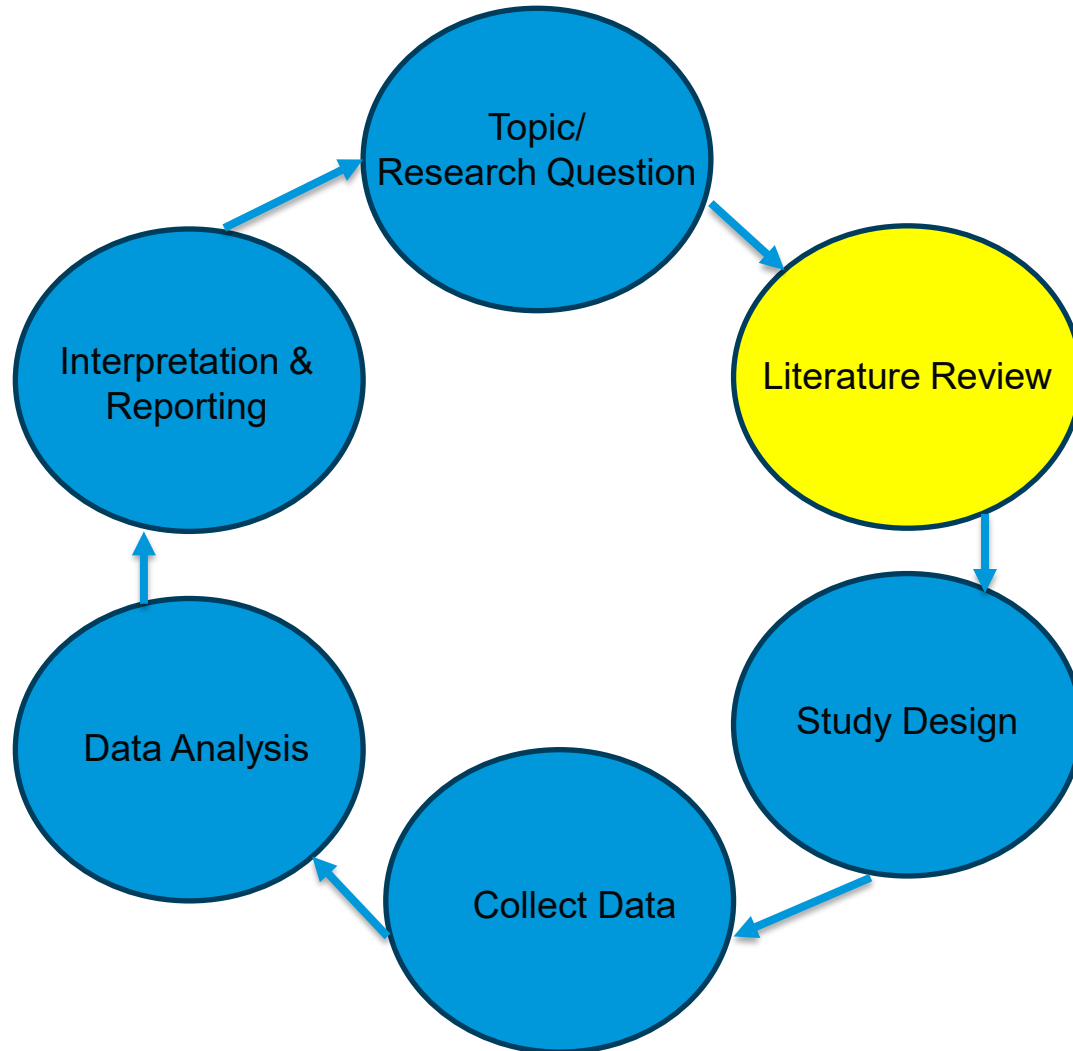 Topic/
Research Question
Literature Review
Study Design
Collect Data
Data Analysis
Interpretation &
Reporting